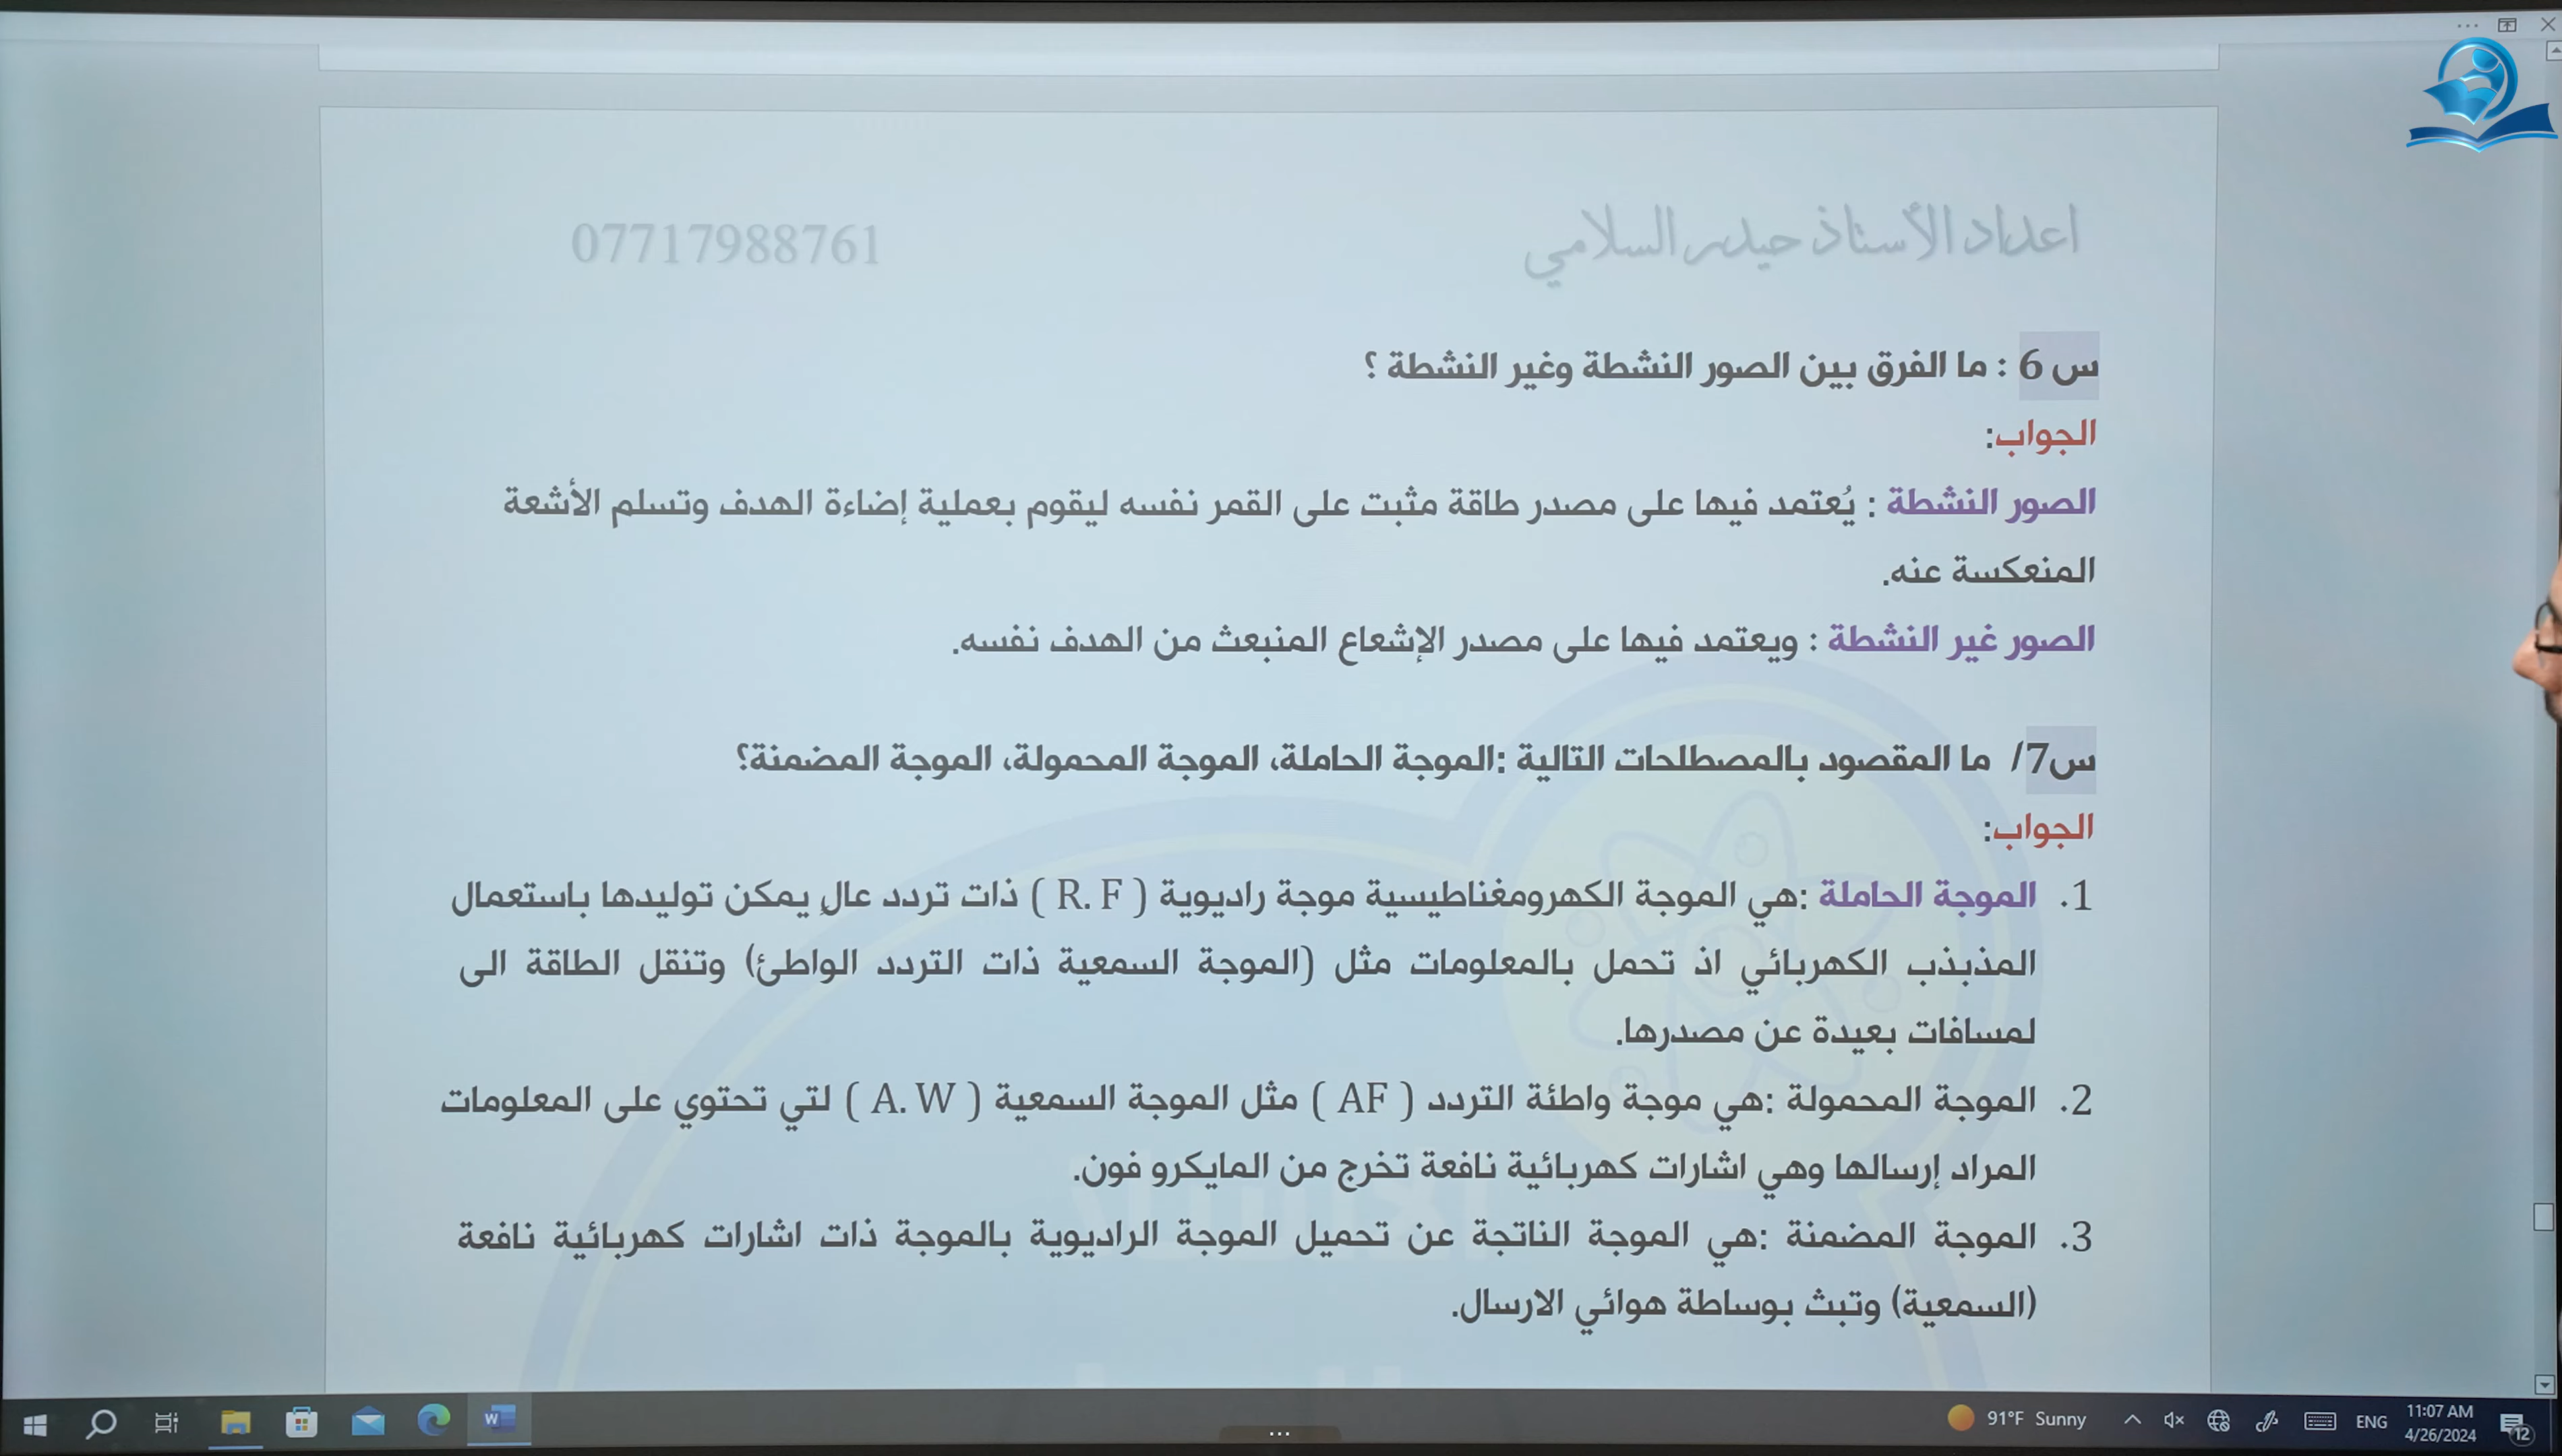 اعداد الأستاذ حيدر السلامي
07717988761
س 6 : ما الفرق بين الصور النشطة وغير النشطة ؟
الجواب:
الصور النشطة : يُعتمد فيها على مصدر طاقة مثبت على القمر نفسه ليقوم بعملية إضاءة الهدف وتسلم الأشعة
المنعكسة عنه.
الصور غير النشطة : ويعتمد فيها على مصدر الإشعاع المنبعث من الهدف نفسه.
س7/ ما المقصود بالمصطلحات التالية :الموجة الحاملة، الموجة المحمولة، الموجة المضمنة؟
الجواب:
1. الموجة الحاملة :هي الموجة الكهرومغناطيسية موجة راديوية ( R. F ) ذات تردد عالٍ يمكن توليدها باستعمال
المذبذب الكهربائي اذ تحمل بالمعلومات مثل (الموجة السمعية ذات التردد الواطئ) وتنقل الطاقة الى
لمسافات بعيدة عن مصدرها.
2. الموجة المحمولة :هي موجة واطئة التردد ( AF ) مثل الموجة السمعية ( A. W ) لتي تحتوي على المعلومات
المراد إرسالها وهي اشارات كهربائية نافعة تخرج من المايكرو فون.
3. الموجة المضمنة :هي الموجة الناتجة عن تحميل الموجة الراديوية بالموجة ذات اشارات كهربائية نافعة
(السمعية) وتبث بوساطة هوائي الارسال.
91°F Sunny
ENG
11:07 AM
4/26/2024
12